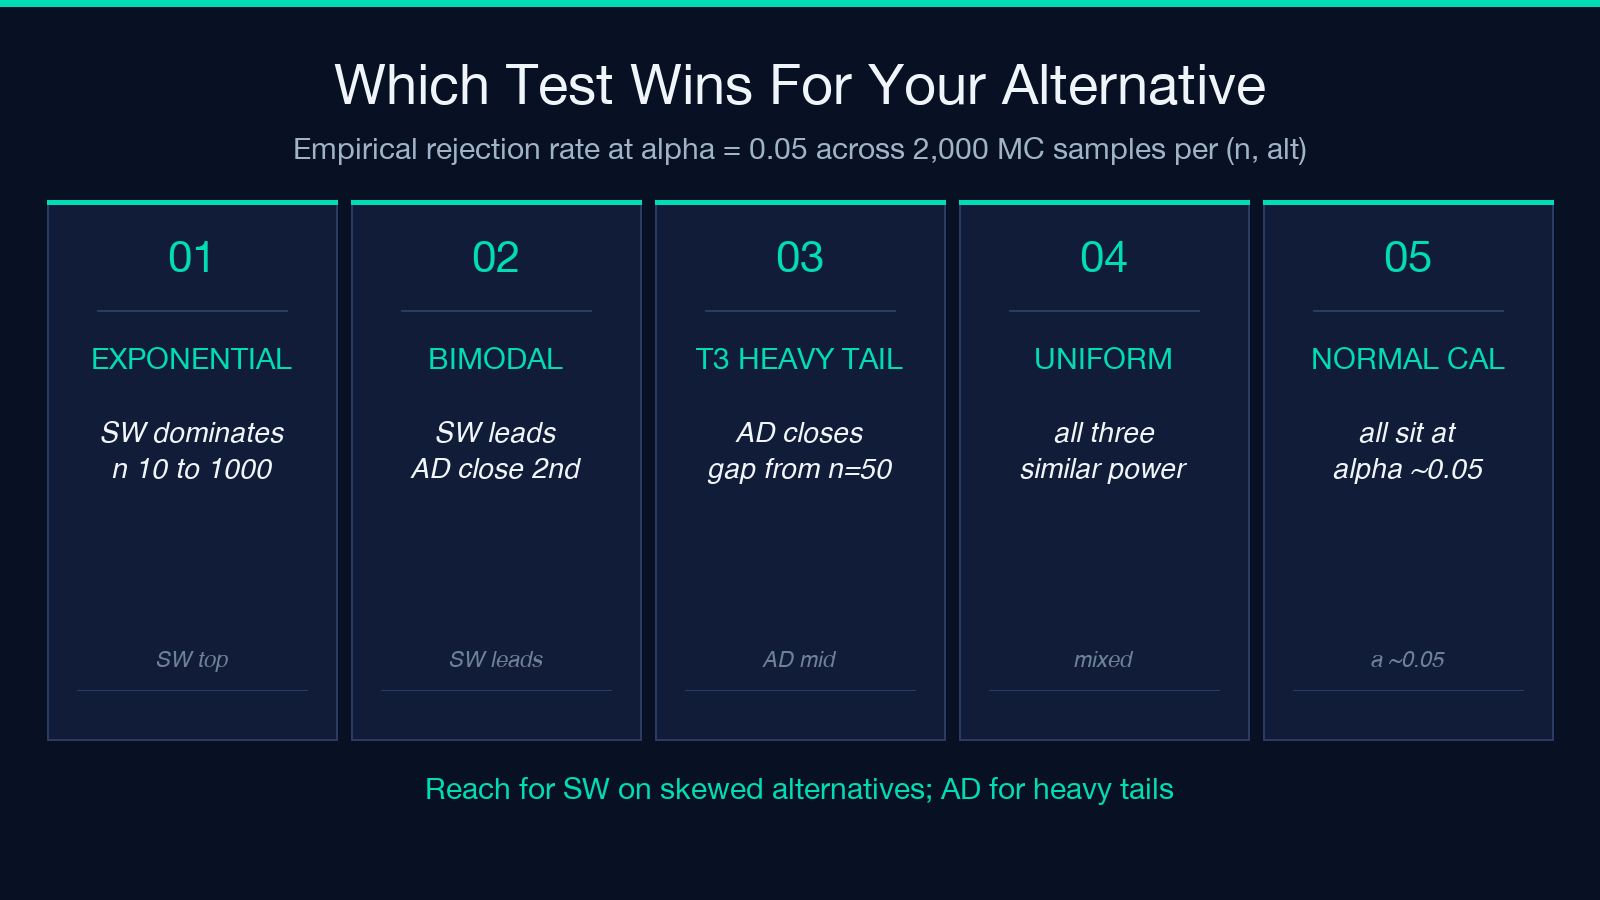 Which Test Wins For Your Alternative
Empirical rejection rate at alpha = 0.05 across 2,000 MC samples per (n, alt)
01
EXPONENTIAL
SW dominates
n 10 to 1000
SW top
02
BIMODAL
SW leads
AD close 2nd
SW leads
03
T3 HEAVY TAIL
AD closes
gap from n=50
AD mid
04
UNIFORM
all three
similar power
mixed
05
NORMAL CAL
all sit at
alpha ~0.05
a ~0.05
Reach for SW on skewed alternatives; AD for heavy tails